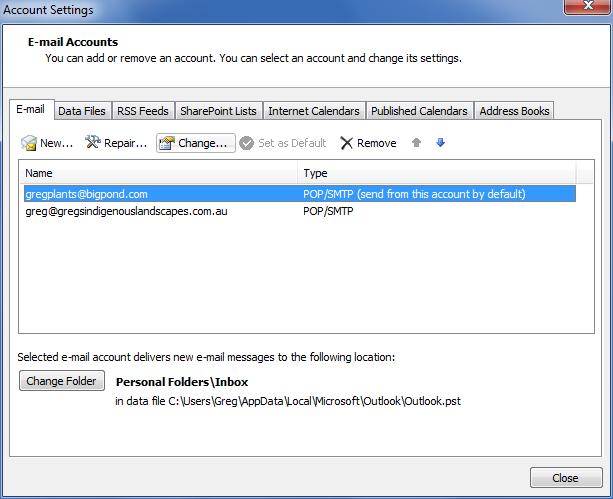 Account Settings
E-mail Accounts
You can add or remove an account. You can select an account and change its settings.
E-mail Data Files RSS Feeds SharePoint Lists Internet Calendars Published Calendars Address Books
New... Repair... Change... Set as Default Remove
Name Type
gregplants@bigpond.com POP/SMTP (send from this account by default)
greg@gregsindigenouslandscapes.com.au POP/SMTP
Selected e-mail account delivers new e-mail messages to the following location:
Change Folder Personal Folders\Inbox
in data file C:\Users\Greg\AppData\Local\Microsoft\Outlook\Outlook.pst
Close